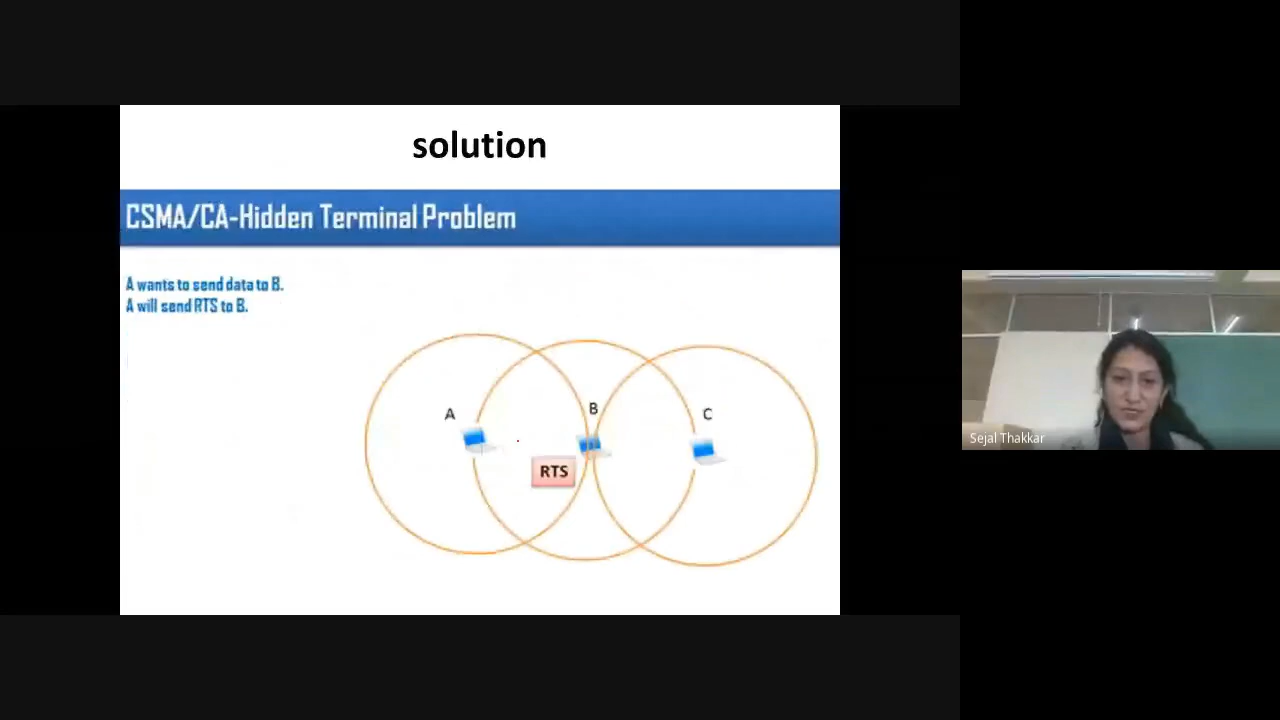 solution
CSMA/CA-Hidden Terminal Problem
A wants to send data to B.
A will send RTS to B.
A
B
C
RTS
Sejal Thakkar